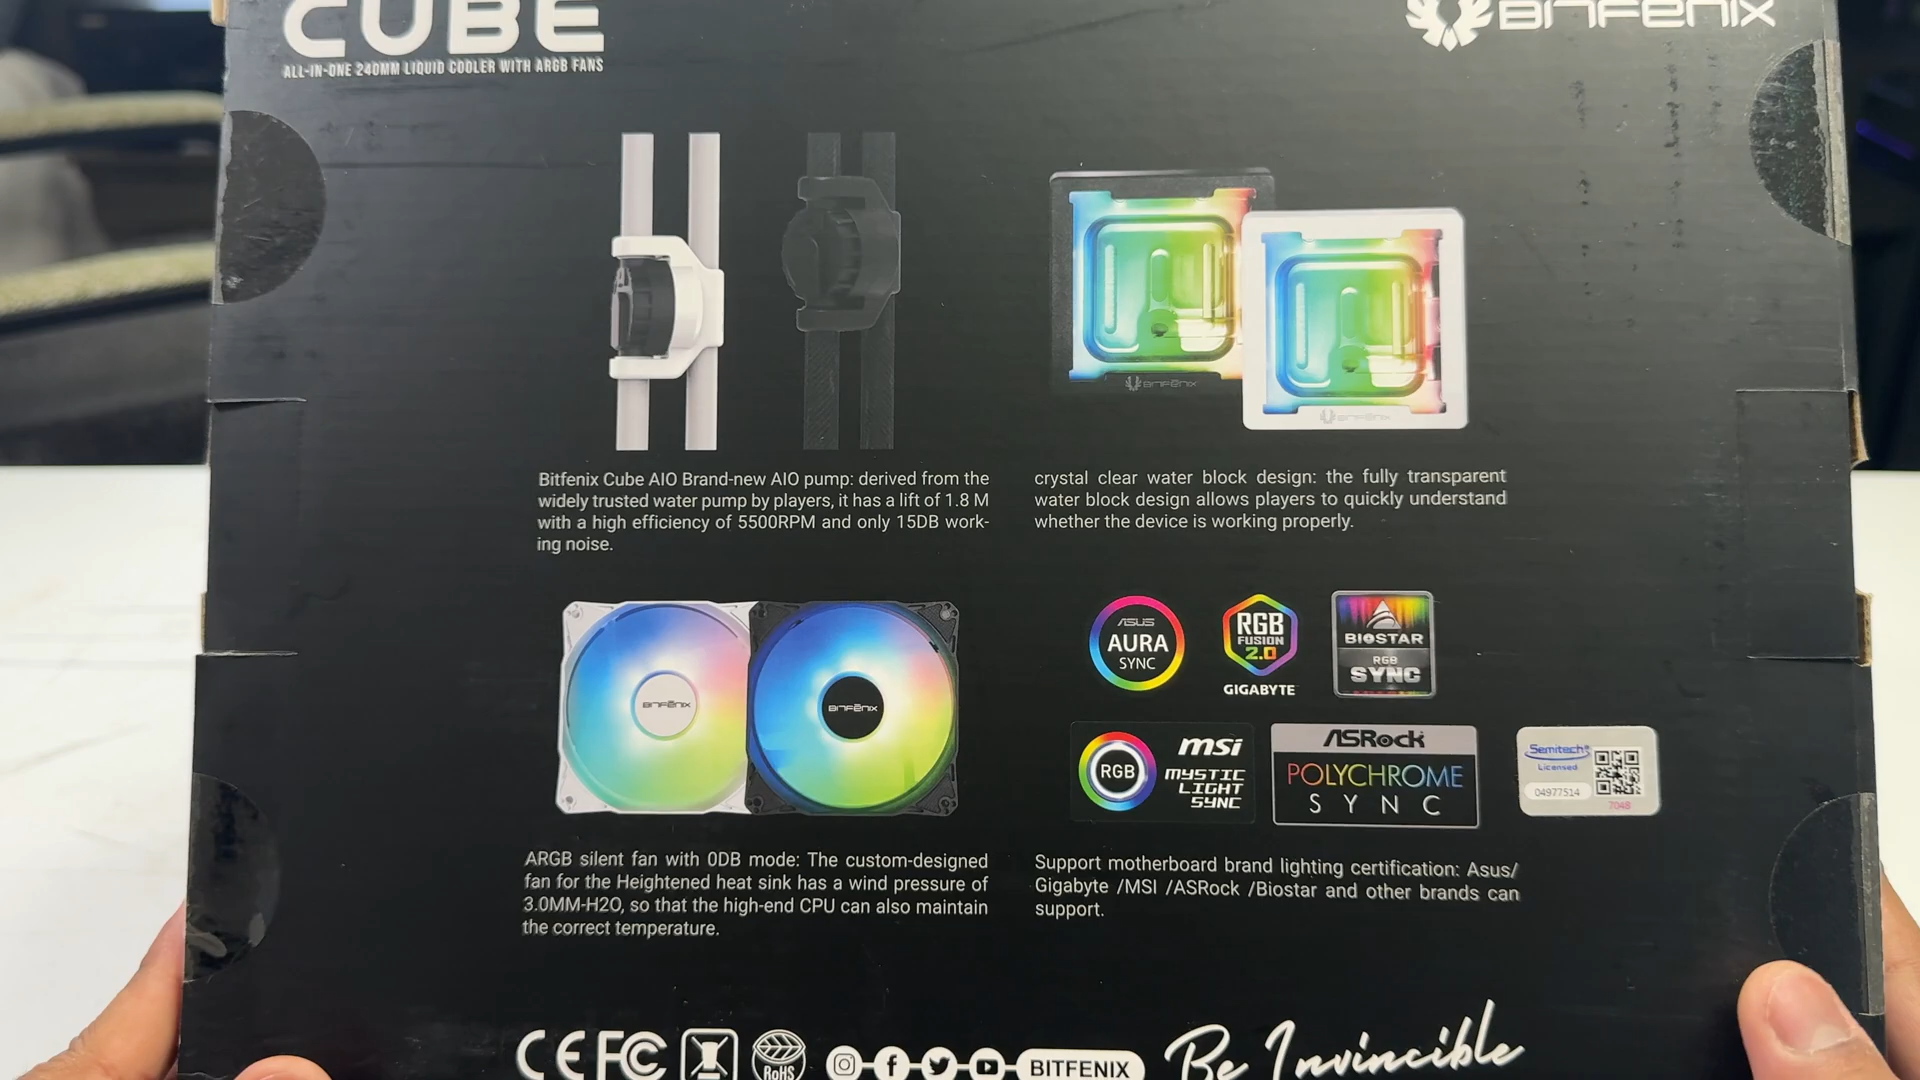 CUBE
ALL-IN-ONE 240MM LIQUID COOLER WITH ARGB FANS
BITFENIX
BITFENIX
BITFENIX
Bitfenix Cube AIO Brand-new AIO pump: derived from the
widely trusted water pump by players, it has a lift of 1.8 M
with a high efficiency of 5500RPM and only 15DB work-
ing noise.
crystal clear water block design: the fully transparent
water block design allows players to quickly understand
whether the device is working properly.
BITFENIX
BITFENIX
ASUS
AURA
SYNC
RGB
FUSION
2.0
GIGABYTE
BIOSTAR
RGB
SYNC
RGB
msi
MYSTIC
LIGHT
SYNC
ASRock
POLYCHROME
SYNC
Semitech®
Licensed
04977514
7048
ARGB silent fan with 0DB mode: The custom-designed
fan for the Heightened heat sink has a wind pressure of
3.0MM-H2O, so that the high-end CPU can also maintain
the correct temperature.
Support motherboard brand lighting certification: Asus/
Gigabyte /MSI /ASRock /Biostar and other brands can
support.
CE FC RoHS
BITFENIX
Be Invincible